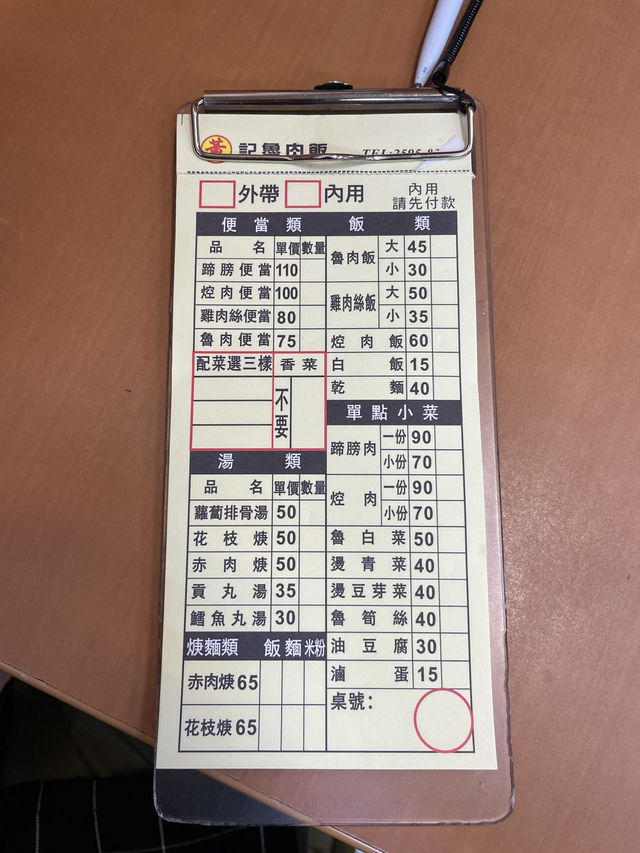 黃記魯肉飯 TEL:2595-83
外帶 內用 內用請先付款
便當類
品名 單價 數量
蹄膀便當 110
焢肉便當 100
雞肉絲便當 80
魯肉便當 75
配菜選三樣 香菜
不要
湯類
品名 單價 數量
蘿蔔排骨湯 50
花枝焿 50
赤肉焿 50
貢丸湯 35
鱈魚丸湯 30
焿麵類 飯 麵 米粉
赤肉焿 65
花枝焿 65
飯類
魯肉飯 大 45
小 30
雞肉絲飯 大 50
小 35
焢肉飯 60
白飯 15
乾麵 40
單點小菜
蹄膀肉 一份 90
小份 70
焢肉 一份 90
小份 70
魯白菜 50
燙青菜 40
燙豆芽菜 40
魯筍絲 40
油豆腐 30
滷蛋 15
桌號：